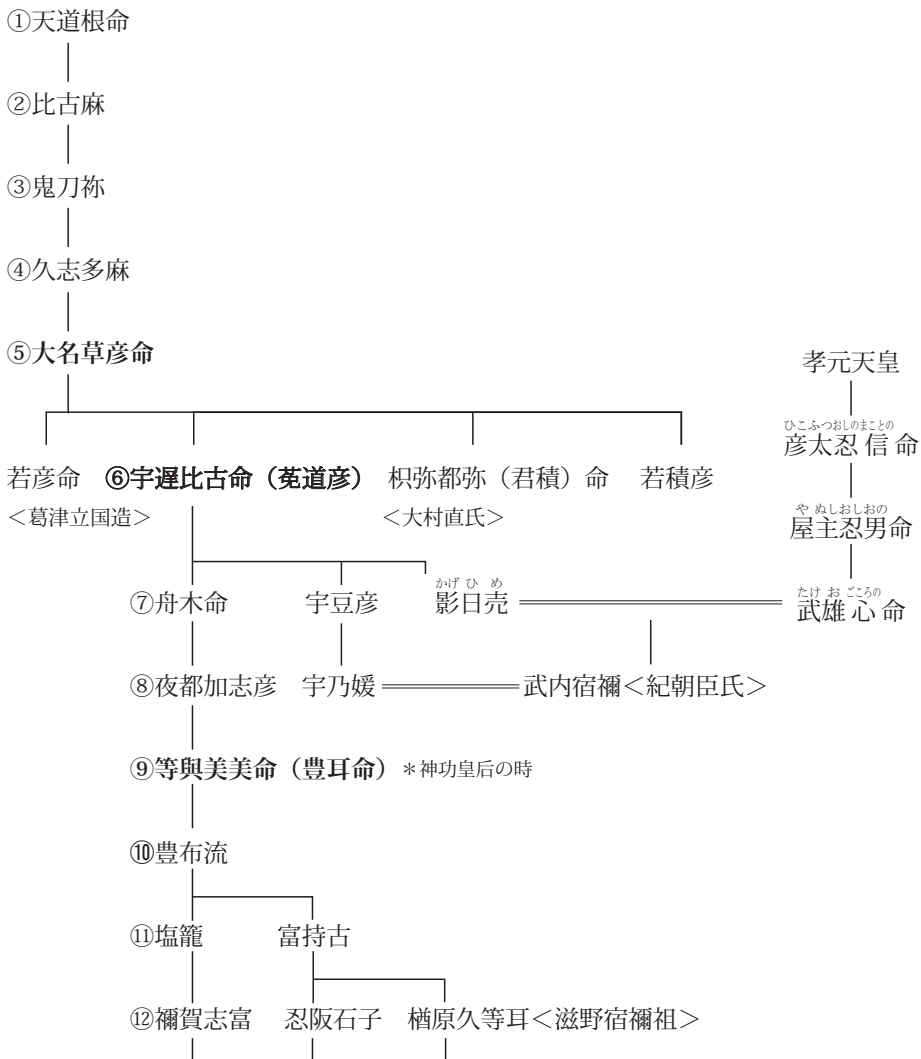 ①天道根命
②比古麻
③鬼刀祢
④久志多麻
⑤大名草彦命
孝元天皇
ひこふつおしのまことの
彦太忍信命
や ぬしおしおの
屋主忍男命
たけ お ごころの
武雄心命
若彦命 ⑥宇遅比古命（莵道彦） 枳弥都弥（君積）命 若積彦
＜葛津立国造＞ ＜大村直氏＞
かげ ひ め
⑦舟木命 宇豆彦 影日売
⑧夜都加志彦 宇乃媛 武内宿禰＜紀朝臣氏＞
⑨等與美美命（豊耳命）＊神功皇后の時
⑩豊布流
⑪塩籠 富持古
⑫禰賀志富 忍阪石子 楢原久等耳＜滋野宿禰祖＞